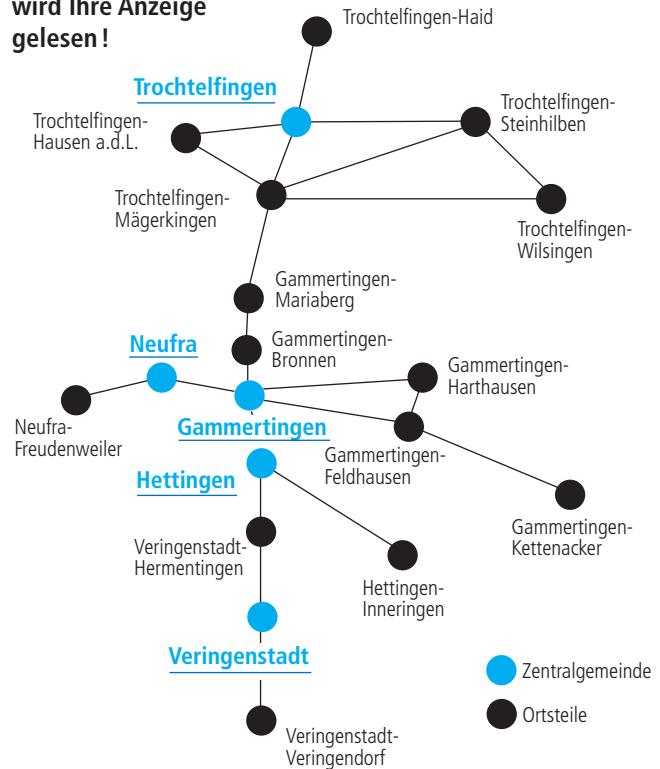 wird Ihre Anzeige
gelesen !
Trochtelfingen-Haid
Trochtelfingen
Trochtelfingen-
Hausen a.d.L.
Trochtelfingen-
Steinhilben
Trochtelfingen-
Mägerkingen
Trochtelfingen-
Wilsingen
Gammertingen-
Mariaberg
Gammertingen-
Bronnen
Neufra
Gammertingen-
Harthausen
Neufra-
Freudenweiler
Gammertingen
Gammertingen-
Feldhausen
Hettingen
Gammertingen-
Kettenacker
Veringenstadt-
Hermentingen
Hettingen-
Inneringen
Veringenstadt
Zentralgemeinde
Ortsteile
Veringenstadt-
Veringendorf